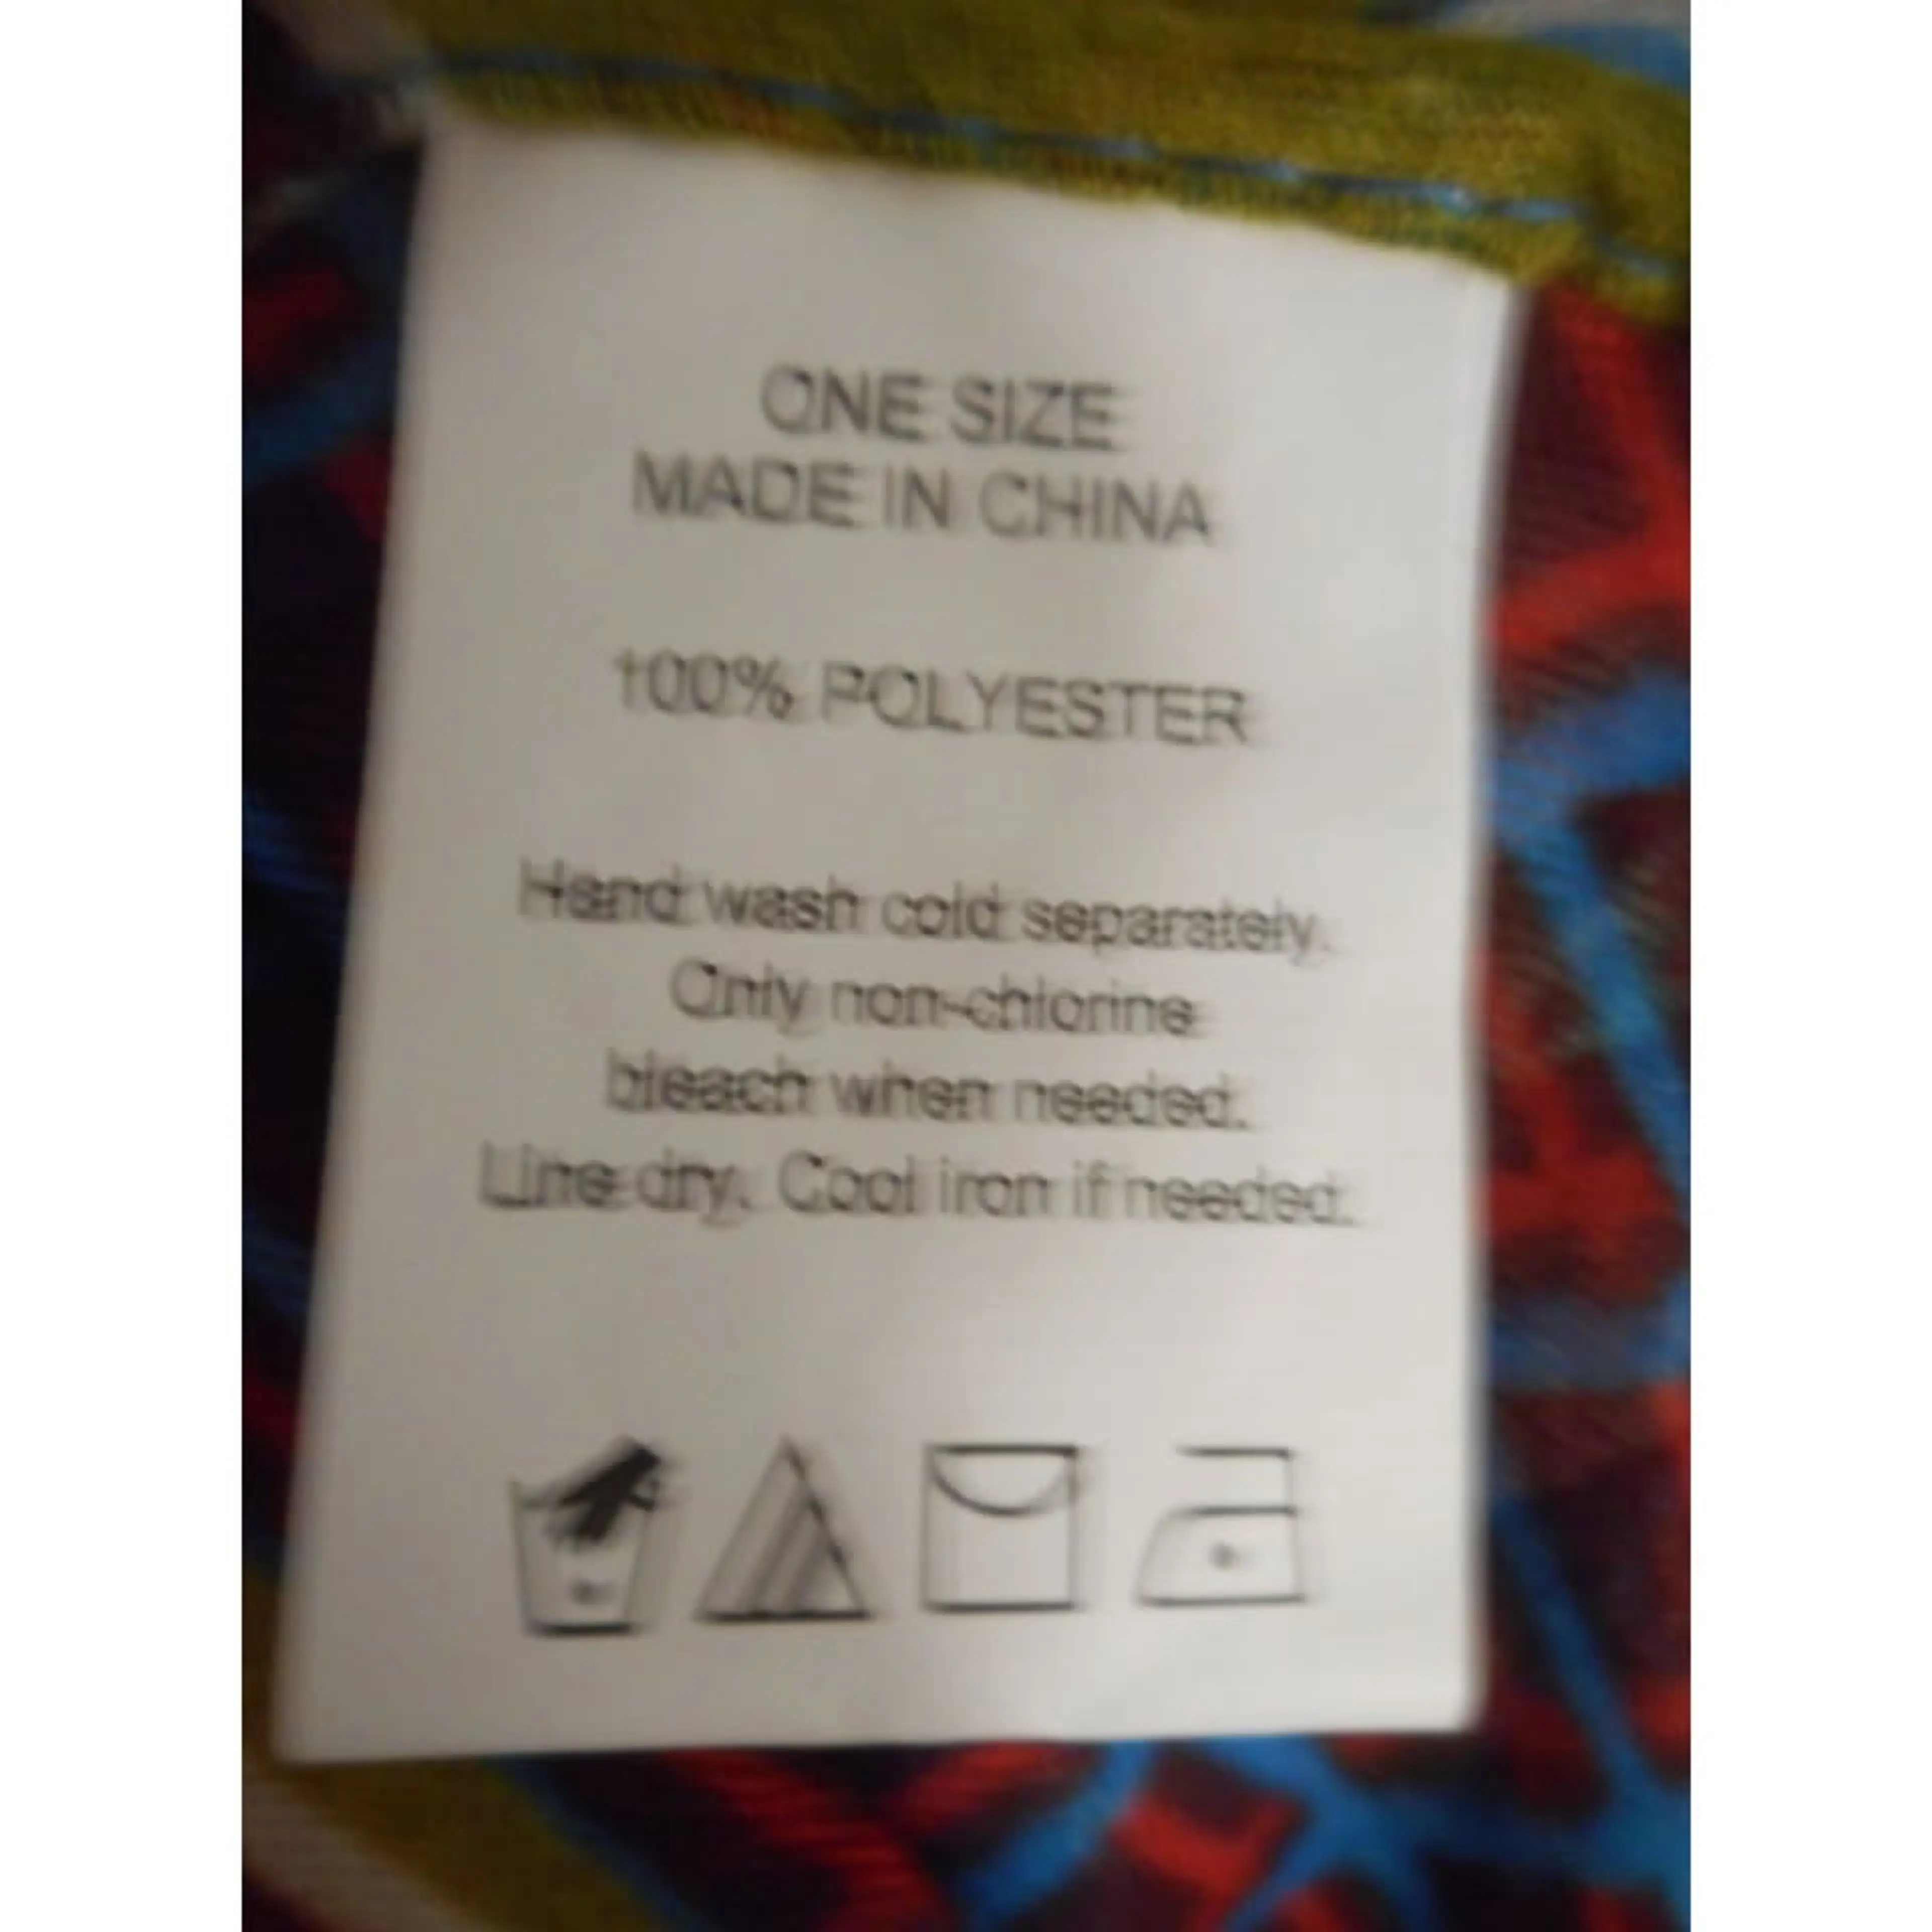 ONE SIZE
MADE IN CHINA
100% POLYESTER
Hand wash cold separately.
Only non-chlorine
bleach when needed.
Line dry. Cool iron if needed.